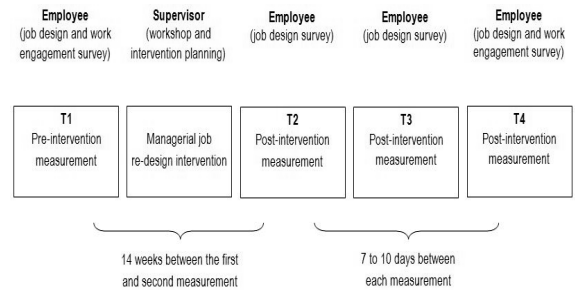 Employee
(job design and work
engagement survey)
Supervisor
(workshop and
intervention planning)
Employee
(job design survey)
Employee
(job design survey)
Employee
(job design and work
engagement survey)
T1
Pre-intervention
measurement
Managerial job
re-design intervention
T2
Post-intervention
measurement
T3
Post-intervention
measurement
T4
Post-intervention
measurement
14 weeks between the first
and second measurement
7 to 10 days between
each measurement